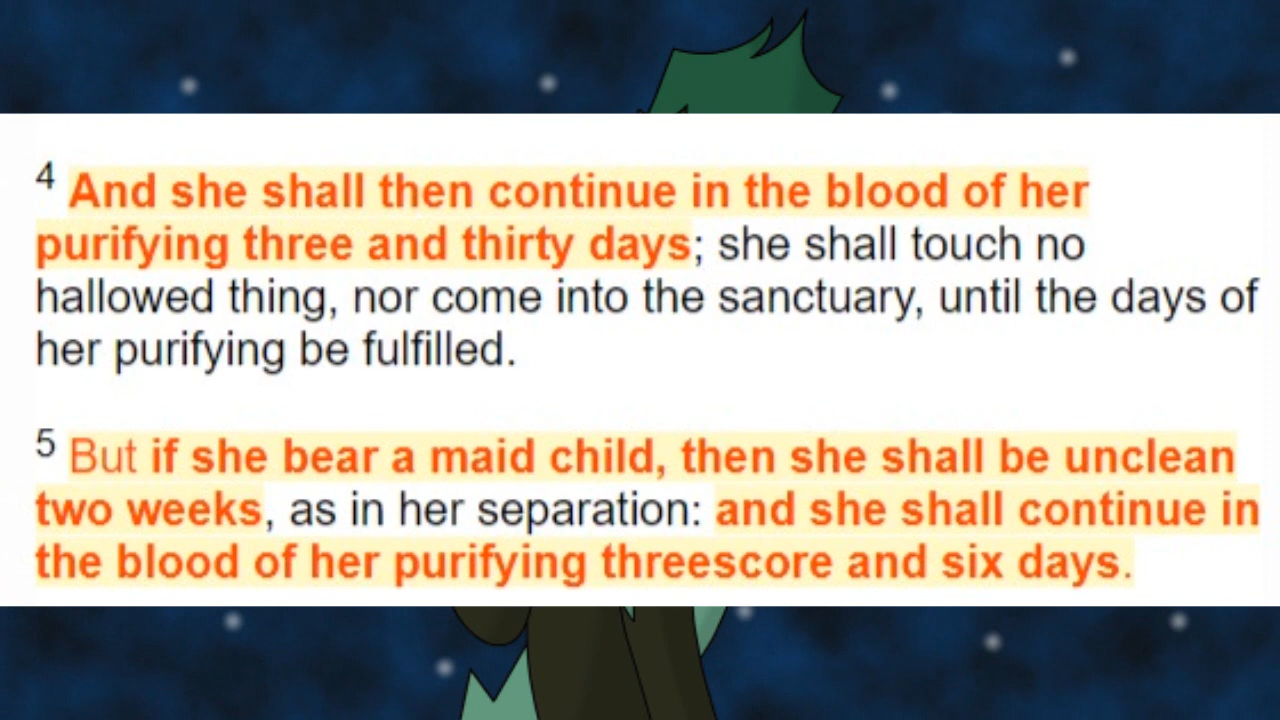 4 And she shall then continue in the blood of her
purifying three and thirty days; she shall touch no
hallowed thing, nor come into the sanctuary, until the days of
her purifying be fulfilled.
5 But if she bear a maid child, then she shall be unclean
two weeks, as in her separation: and she shall continue in
the blood of her purifying threescore and six days.